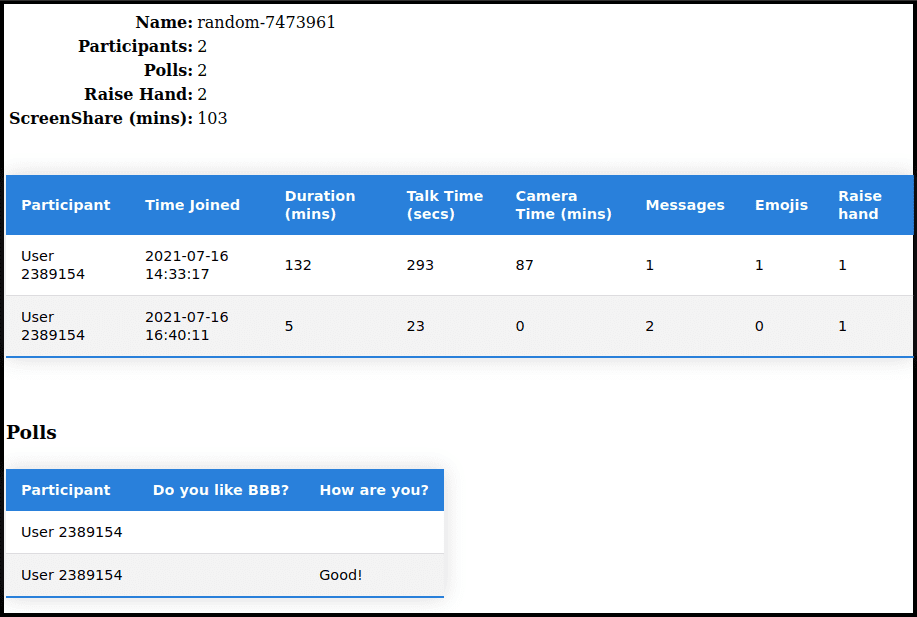 Name: random-7473961
Participants: 2
Polls: 2
Raise Hand: 2
ScreenShare (mins): 103
Participant Time Joined Duration (mins) Talk Time (secs) Camera Time (mins) Messages Emojis Raise hand
User 2389154 2021-07-16 14:33:17 132 293 87 1 1 1
User 2389154 2021-07-16 16:40:11 5 23 0 2 0 1
Polls
Participant Do you like BBB? How are you?
User 2389154
User 2389154 Good!